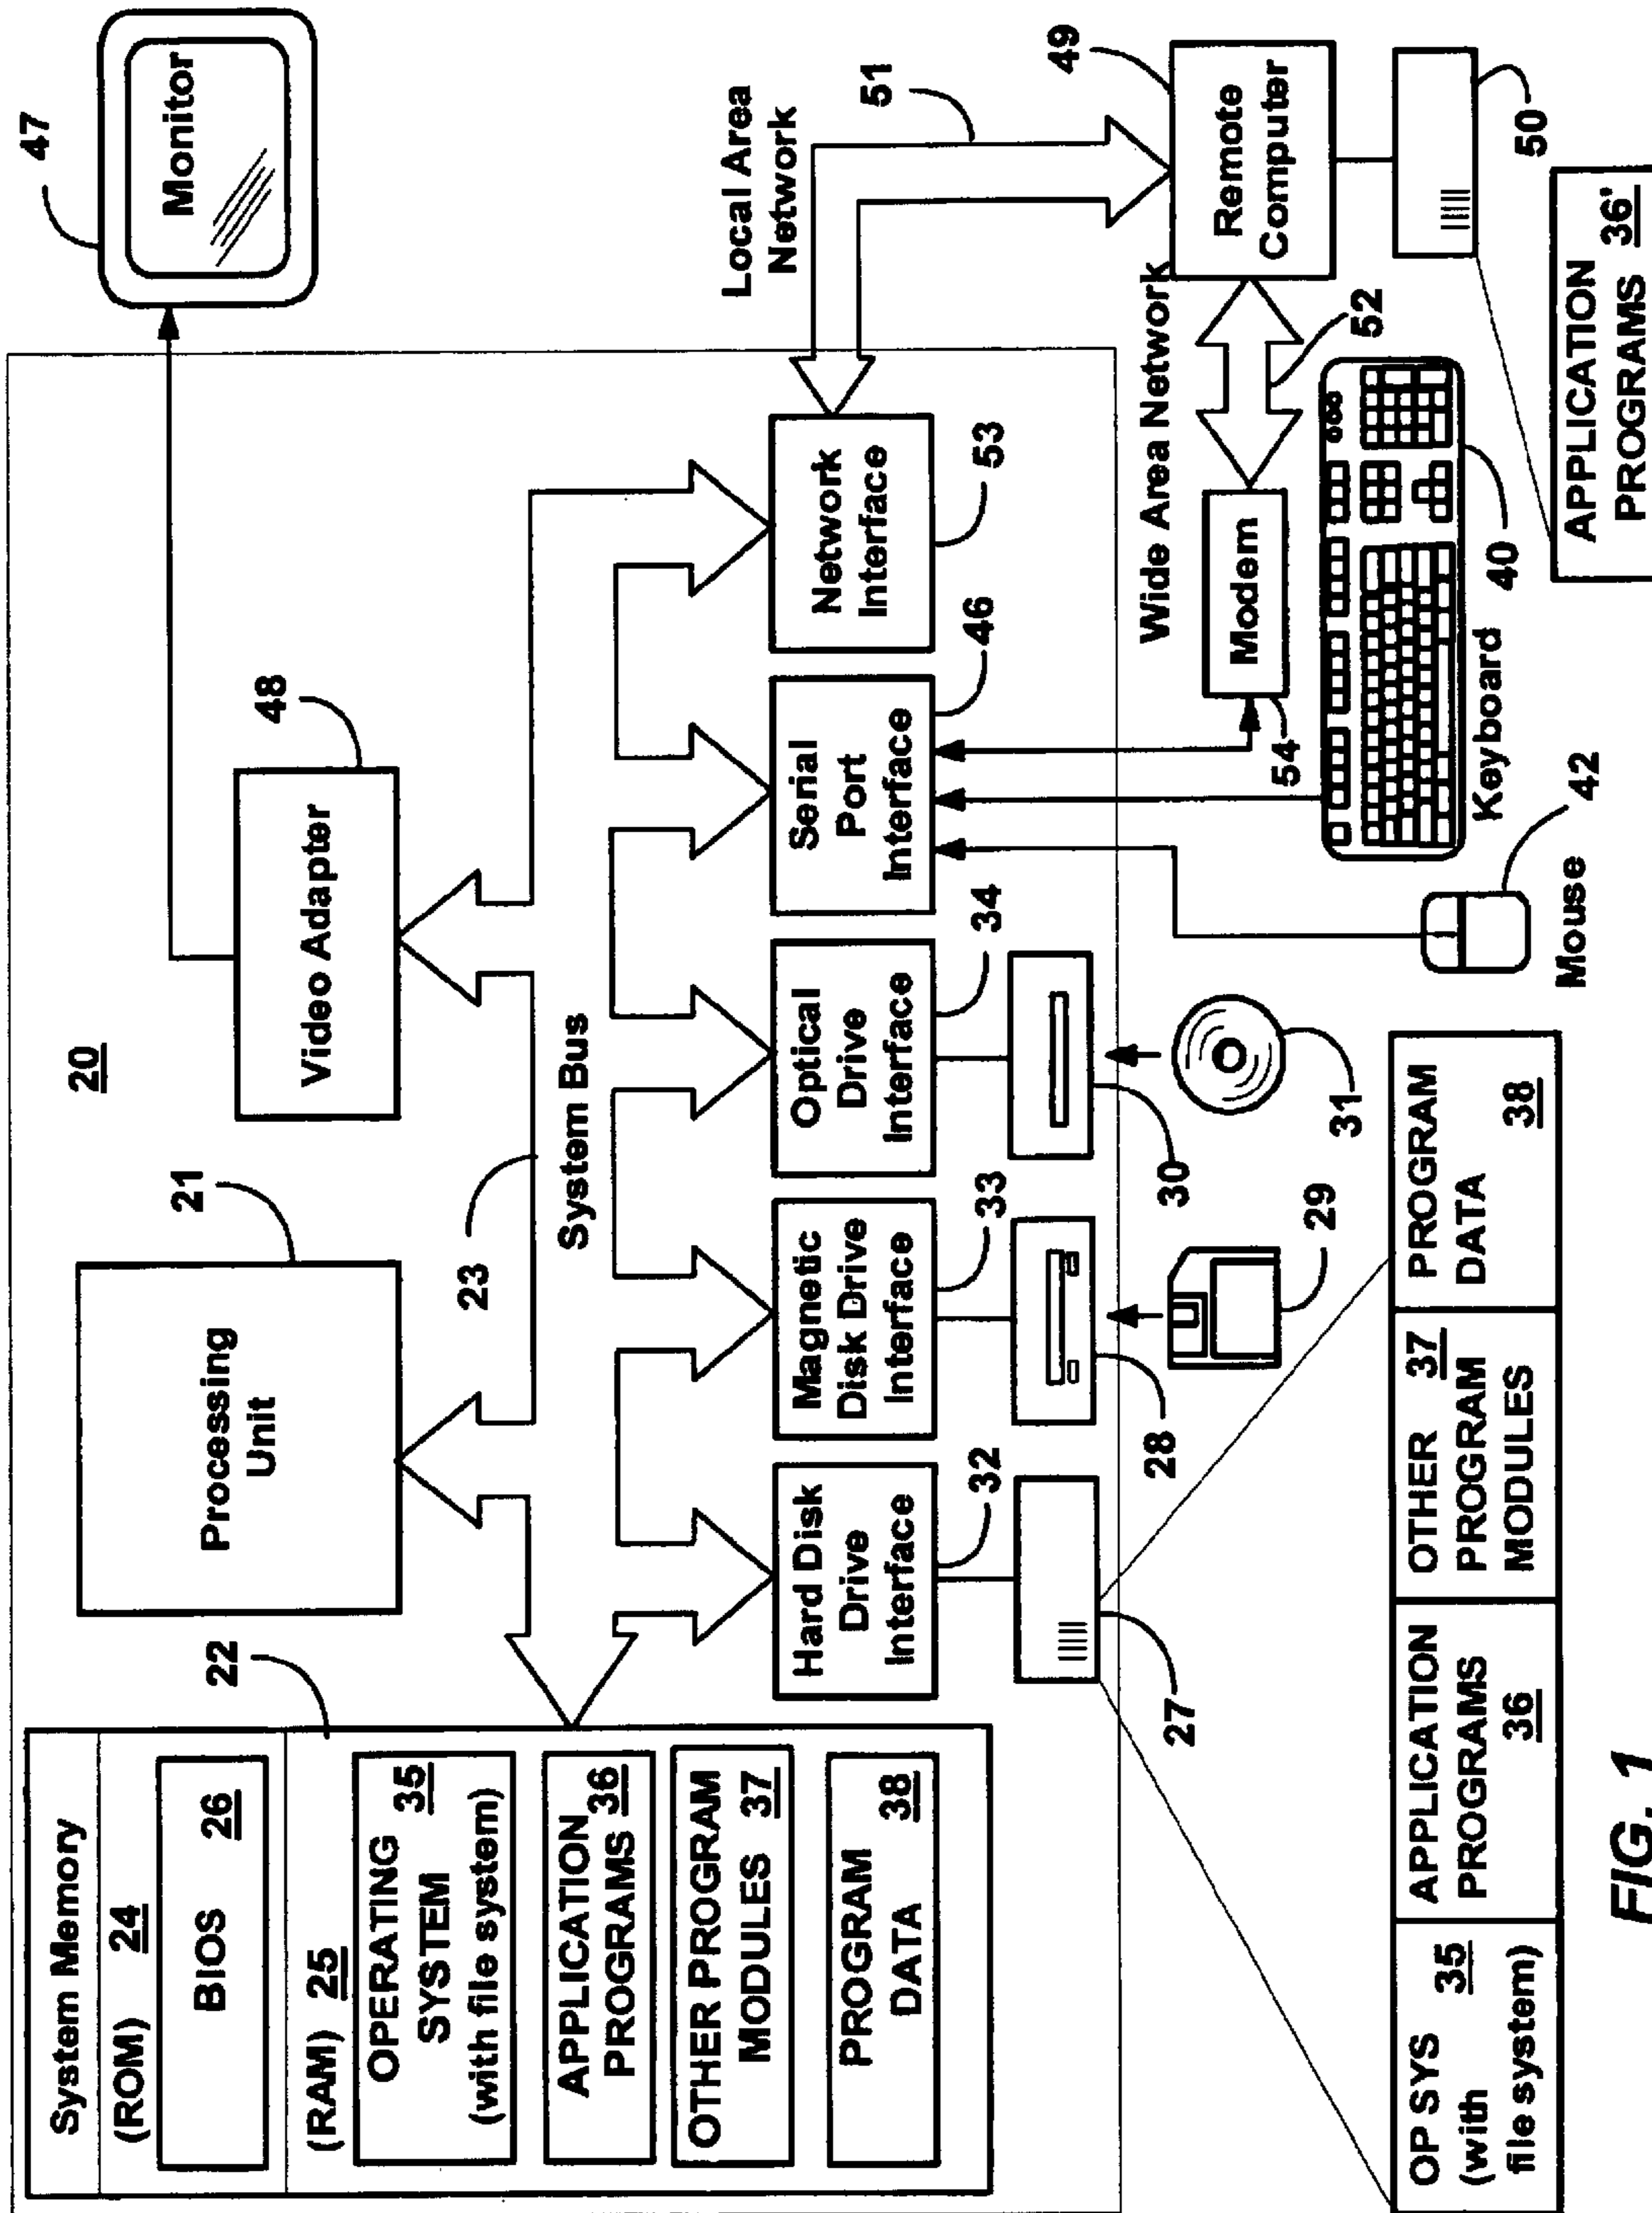 20
System Memory
(ROM) 24
BIOS 26
(RAM) 25
OPERATING
SYSTEM 35
(with file system)
APPLICATION
PROGRAMS 36
OTHER PROGRAM
MODULES 37
PROGRAM
DATA 38
22
Processing
Unit
21
Video Adapter
48
47
Monitor
23
System Bus
Hard Disk
Drive
Interface
32
Magnetic
Disk Drive
Interface
33
Optical
Drive
Interface
34
Serial
Port
Interface
46
Network
Interface
53
Local Area
Network
51
27
28
29
30
31
Wide Area Network
Modem
54
52
Remote
Computer
49
50
Keyboard
40
Mouse
42
OP SYS 35
(with
file system)
APPLICATION
PROGRAMS
36
OTHER 37
PROGRAM
MODULES
PROGRAM
DATA
38
APPLICATION
PROGRAMS 36'
FIG. 1